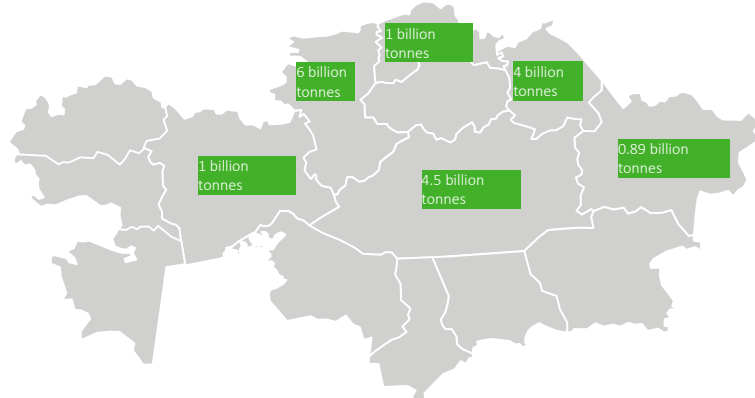 1 billion
tonnes
6 billion
tonnes
4 billion
tonnes
0.89 billion
tonnes
1 billion
tonnes
4.5 billion
tonnes